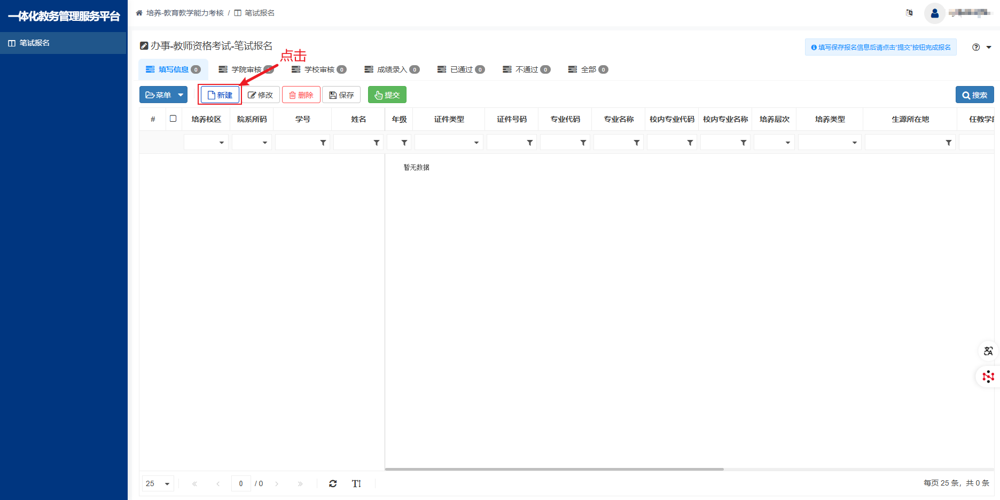 一体化教务管理服务平台
培养-教育教学能力考核 / 笔试报名
笔试报名
办事-教师资格考试-笔试报名
填写保存报名信息后请点击“提交”按钮完成报名
点击
填写信息 0 学院审核 学校审核 0 成绩录入 0 已通过 0 不通过 0 全部 0
菜单 新建 修改 删除 保存 提交 搜索
# 培养校区 院系所码 学号 姓名 年级 证件类型 证件号码 专业代码 专业名称 校内专业代码 校内专业名称 培养层次 培养类型 生源所在地 任教学
暂无数据
25 « ‹ 0 / 0 › » 每页 25 条，共 0 条